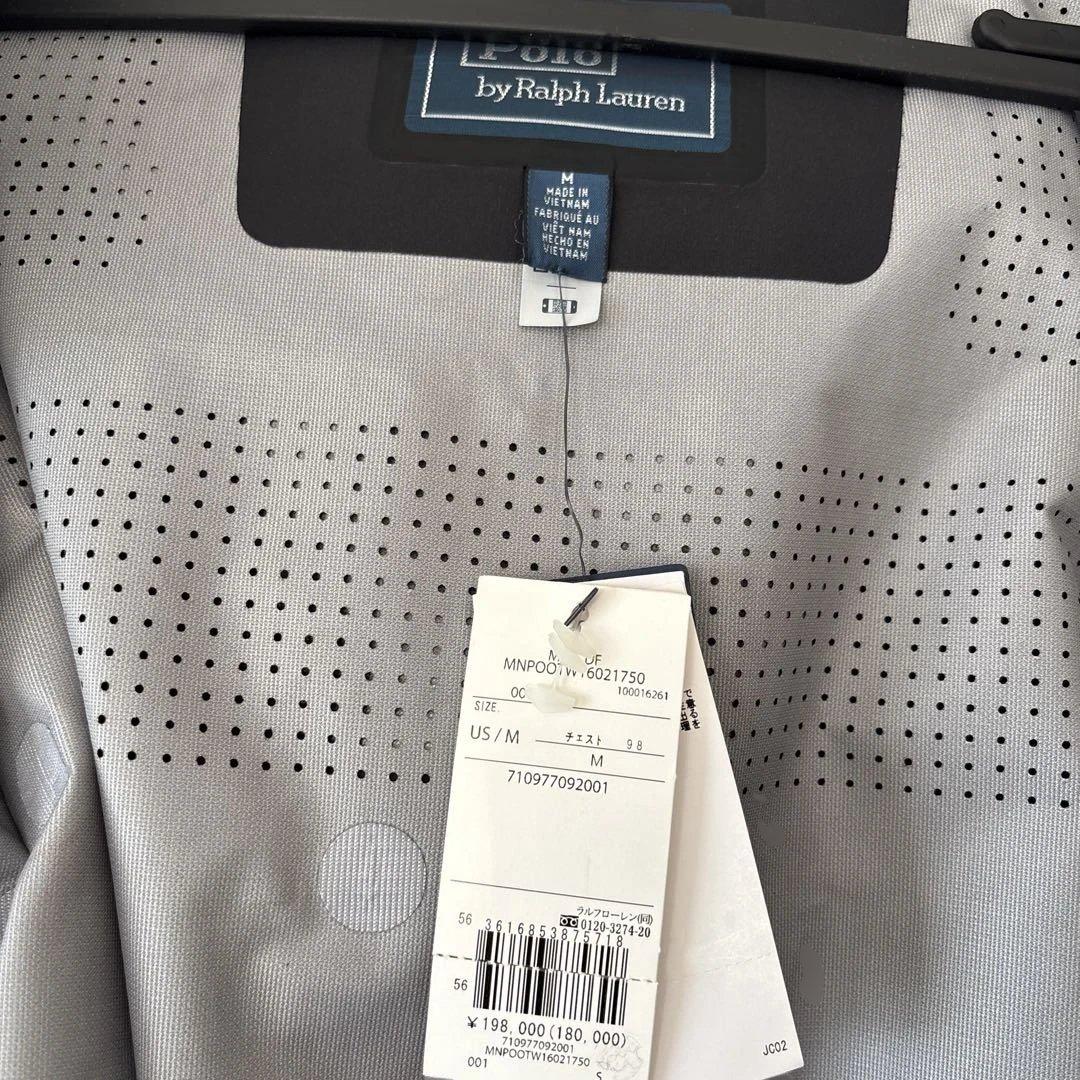 Polo
by Ralph Lauren
M
MADE IN
VIETNAM
FABRIQUÉ AU
VIÊT NAM
HECHO EN
VIETNAM
MNPOOTW16021750
100016261
SIZE.
US/M
チェスト 98
M
710977092001
ラルフローレン(同)
0120-3274-20
56
3616853875718
56
¥198,000(180,000)
710977092001
MNPOOTW16021750
001
S
JC02